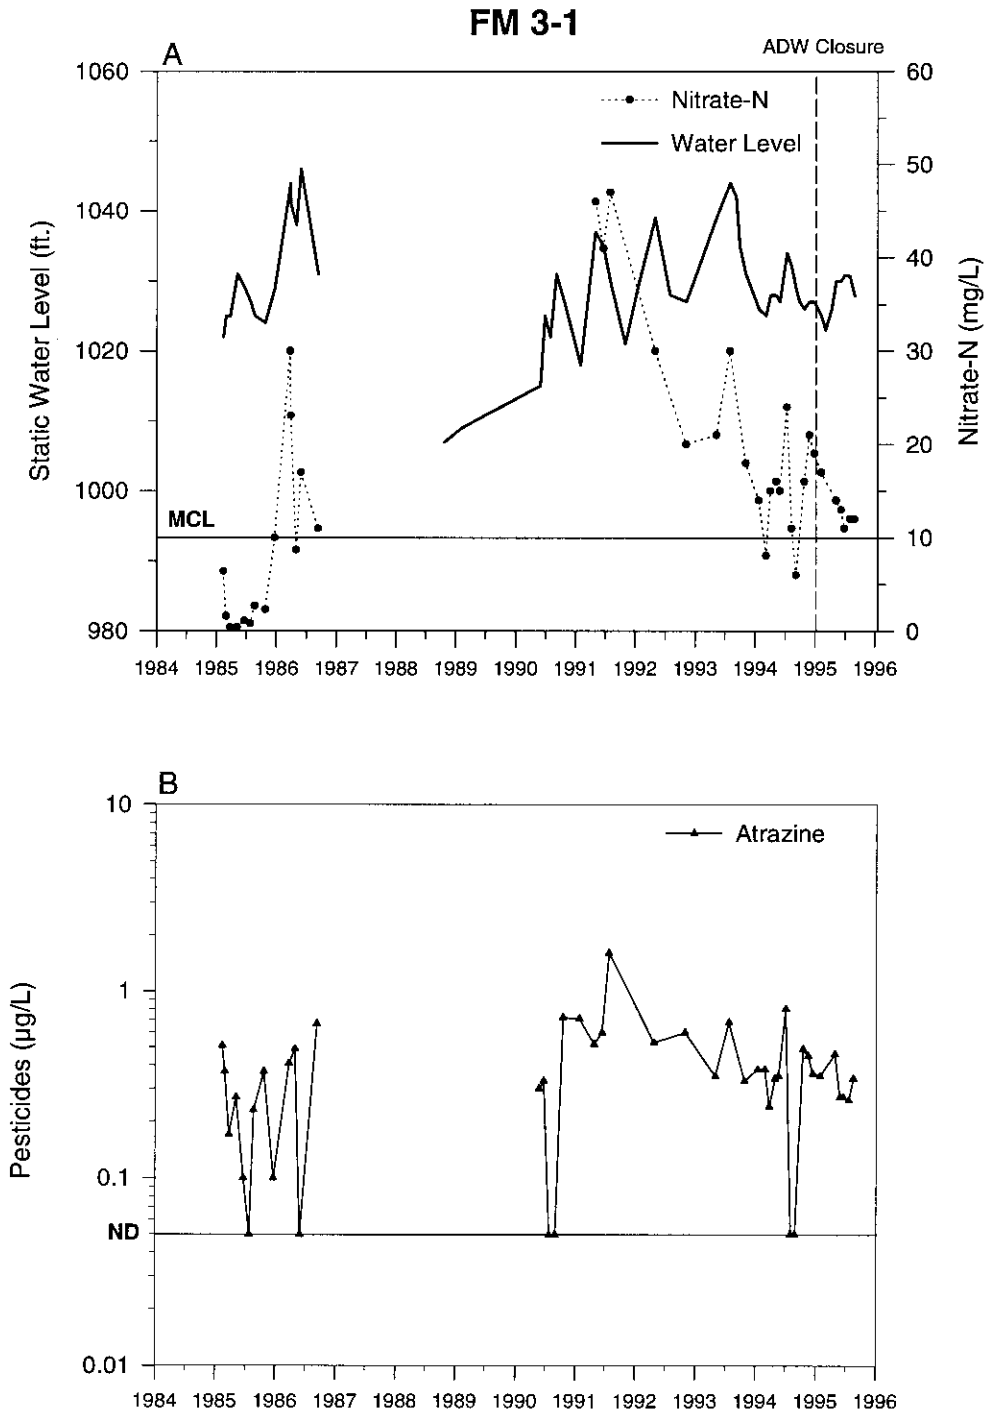 FM 3-1
A
ADW Closure
1060
1040
1020
1000
980
Static Water Level (ft.)
Nitrate-N
Water Level
MCL
60
50
40
30
20
10
0
Nitrate-N (mg/L)
1984 1985 1986 1987 1988 1989 1990 1991 1992 1993 1994 1995 1996
B
10
1
0.1
ND
0.01
Pesticides (µg/L)
Atrazine
1984 1985 1986 1987 1988 1989 1990 1991 1992 1993 1994 1995 1996